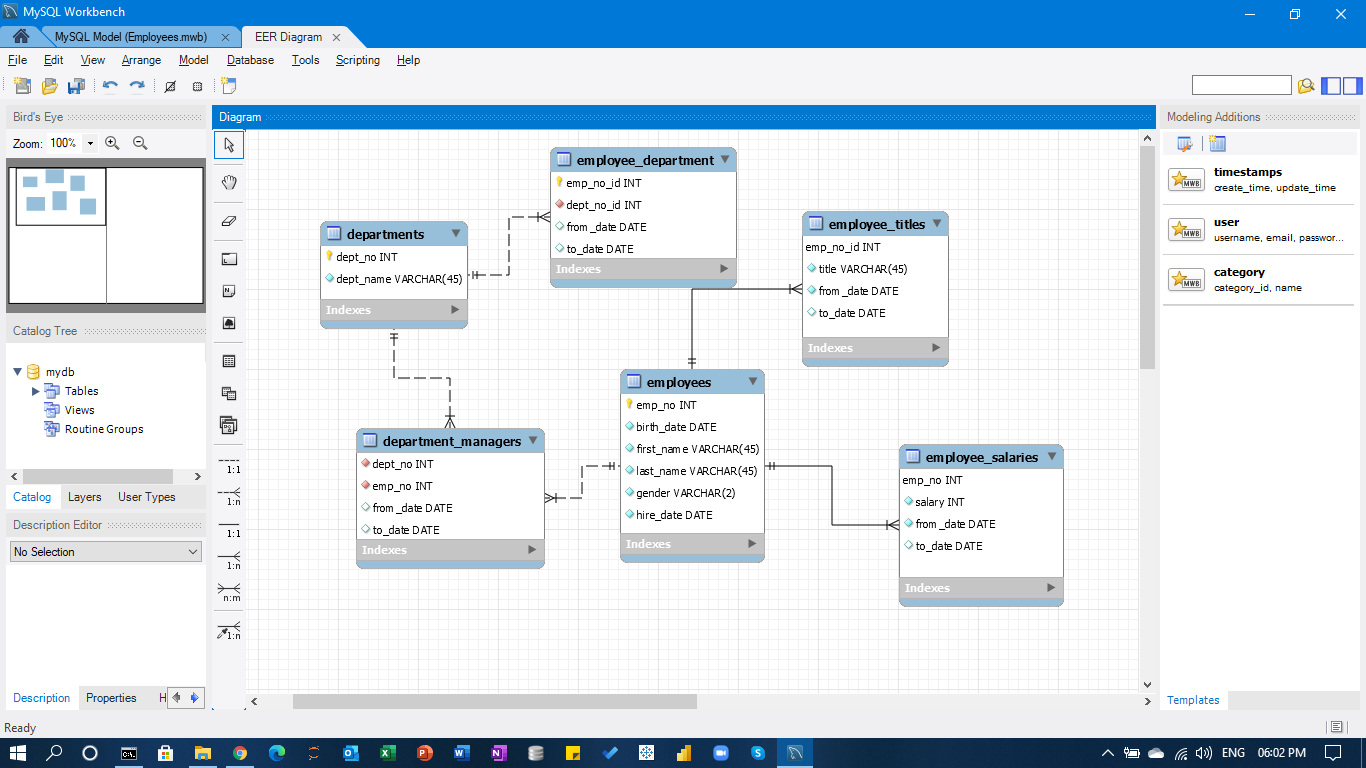 MySQL Workbench
MySQL Model (Employees.mwb)
EER Diagram
File Edit View Arrange Model Database Tools Scripting Help
Bird's Eye
Zoom: 100%
Catalog Tree
mydb
Tables
Views
Routine Groups
Catalog Layers User Types
Description Editor
No Selection
Description Properties H
Diagram
1:1
1:n
1:1
1:n
n:m
1:n
employee_department
emp_no_id INT
dept_no_id INT
from _date DATE
to_date DATE
Indexes
departments
dept_no INT
dept_name VARCHAR(45)
Indexes
employee_titles
emp_no_id INT
title VARCHAR(45)
from _date DATE
to_date DATE
Indexes
employees
emp_no INT
birth_date DATE
first_name VARCHAR(45)
last_name VARCHAR(45)
gender VARCHAR(2)
hire_date DATE
Indexes
department_managers
dept_no INT
emp_no INT
from _date DATE
to_date DATE
Indexes
employee_salaries
emp_no INT
salary INT
from _date DATE
to_date DATE
Indexes
Modeling Additions
timestamps
create_time, update_time
user
username, email, passwor...
category
category_id, name
Templates
Ready
ENG 06:02 PM